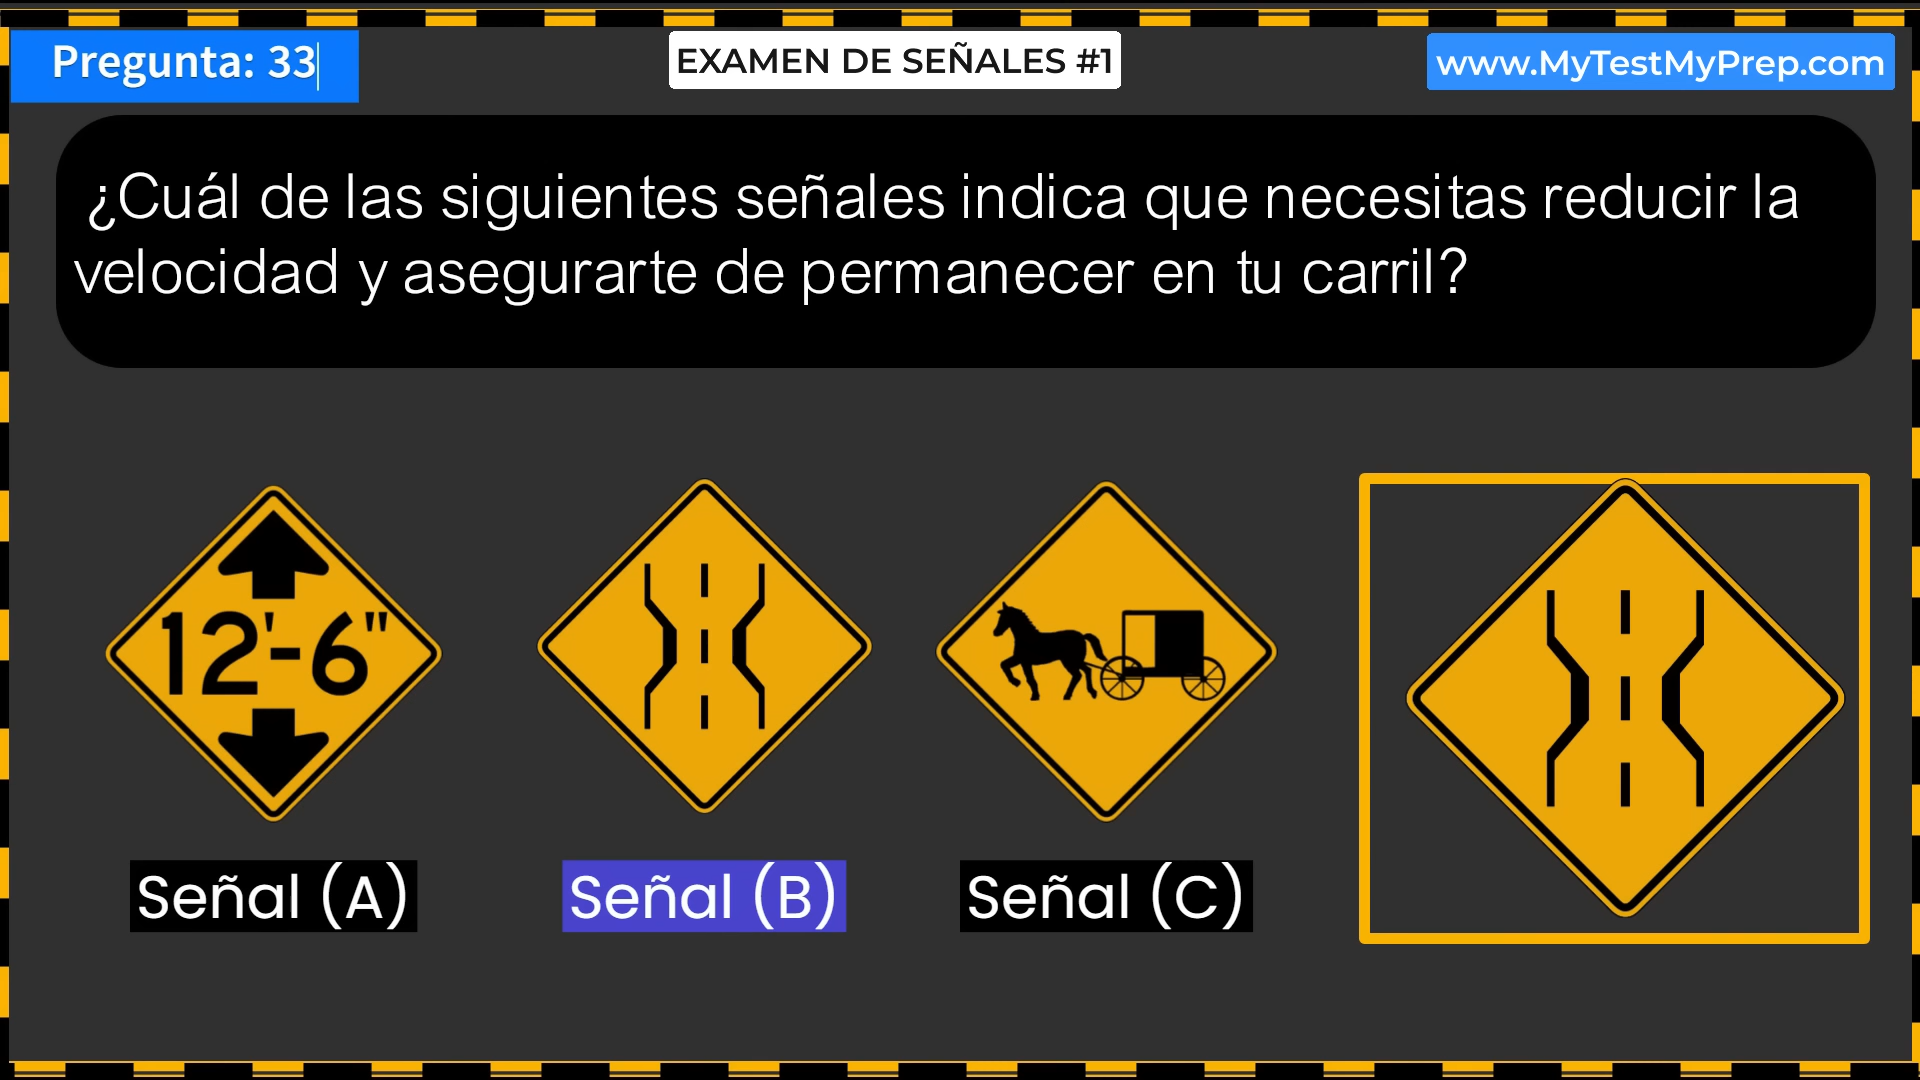 Pregunta: 33
EXAMEN DE SEÑALES #1
www.MyTestMyPrep.com
¿Cuál de las siguientes señales indica que necesitas reducir la
velocidad y asegurarte de permanecer en tu carril?
12'-6"
Señal (A)
Señal (B)
Señal (C)